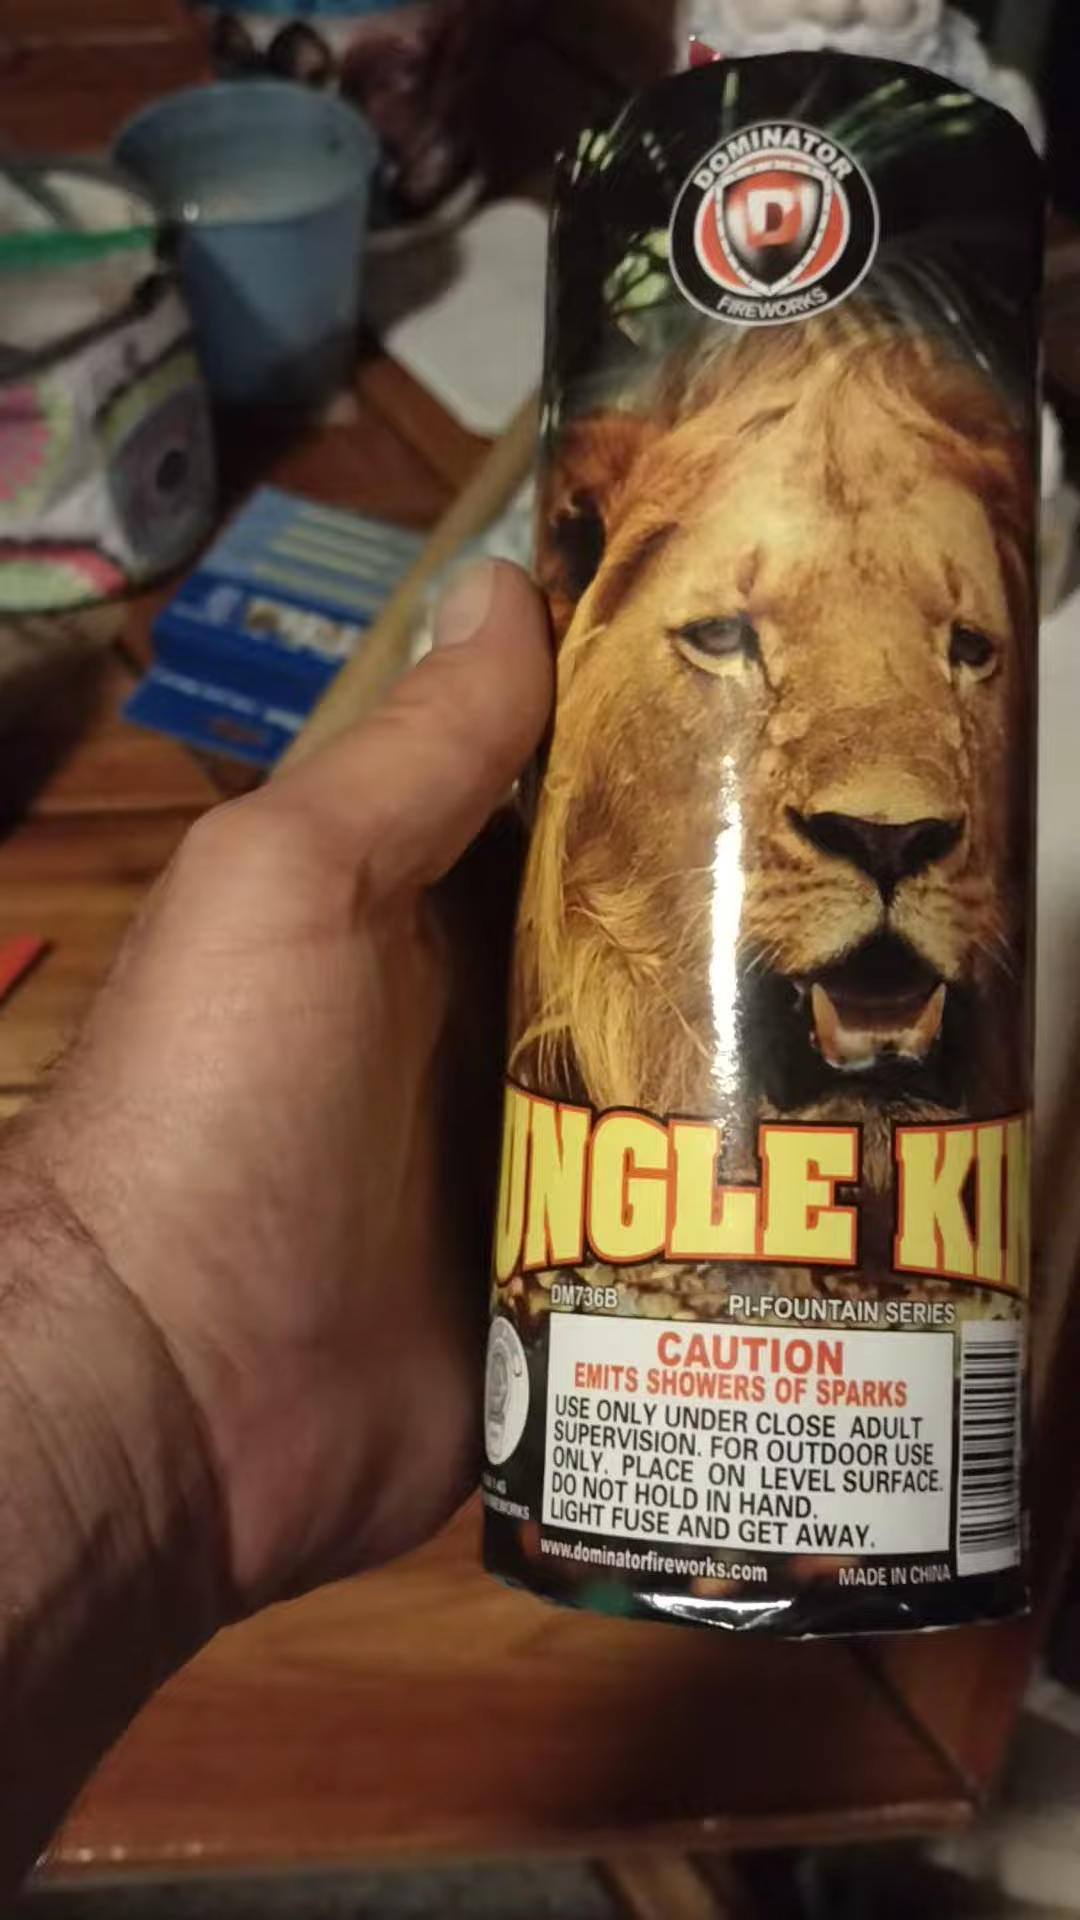 DOMINATOR
D
FIREWORKS
UNGLE KIN
DM736B
PI-FOUNTAIN SERIES
CAUTION
EMITS SHOWERS OF SPARKS
USE ONLY UNDER CLOSE ADULT
SUPERVISION. FOR OUTDOOR USE
ONLY. PLACE ON LEVEL SURFACE.
DO NOT HOLD IN HAND.
LIGHT FUSE AND GET AWAY.
www.dominatorfireworks.com
MADE IN CHINA